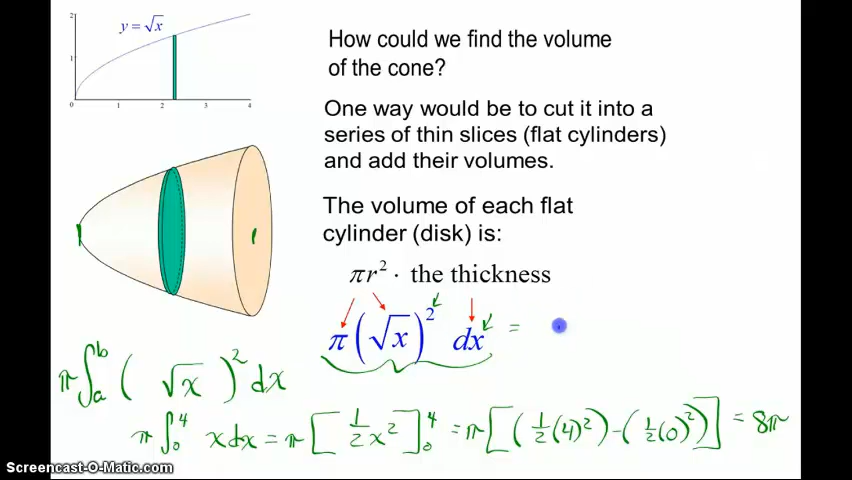 2
y = √x
1
0 1 2 3 4
How could we find the volume
of the cone?
One way would be to cut it into a
series of thin slices (flat cylinders)
and add their volumes.
The volume of each flat
cylinder (disk) is:
πr² · the thickness
π(√x)² dx =
π∫ₐᵇ ( √x )² dx
π∫₀⁴ x dx = π[ ½x² ]₀⁴ = π[(½(4)²) - (½(0)²)] = 8π
Screencast-O-Matic.com